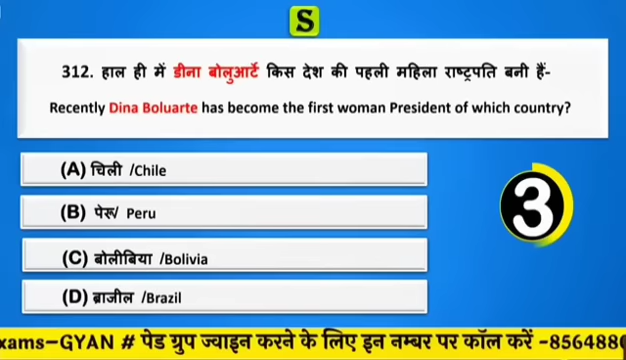 S
312. हाल ही में डीना बोलुआर्टे किस देश की पहली महिला राष्ट्रपति बनी हैं-
Recently Dina Boluarte has become the first woman President of which country?
(A) चिली /Chile
(B) पेरू/ Peru
3
(C) बोलीबिया /Bolivia
(D) ब्राजील /Brazil
xams-GYAN # पेड ग्रुप ज्वाइन करने के लिए इन नम्बर पर कॉल करें -8564880